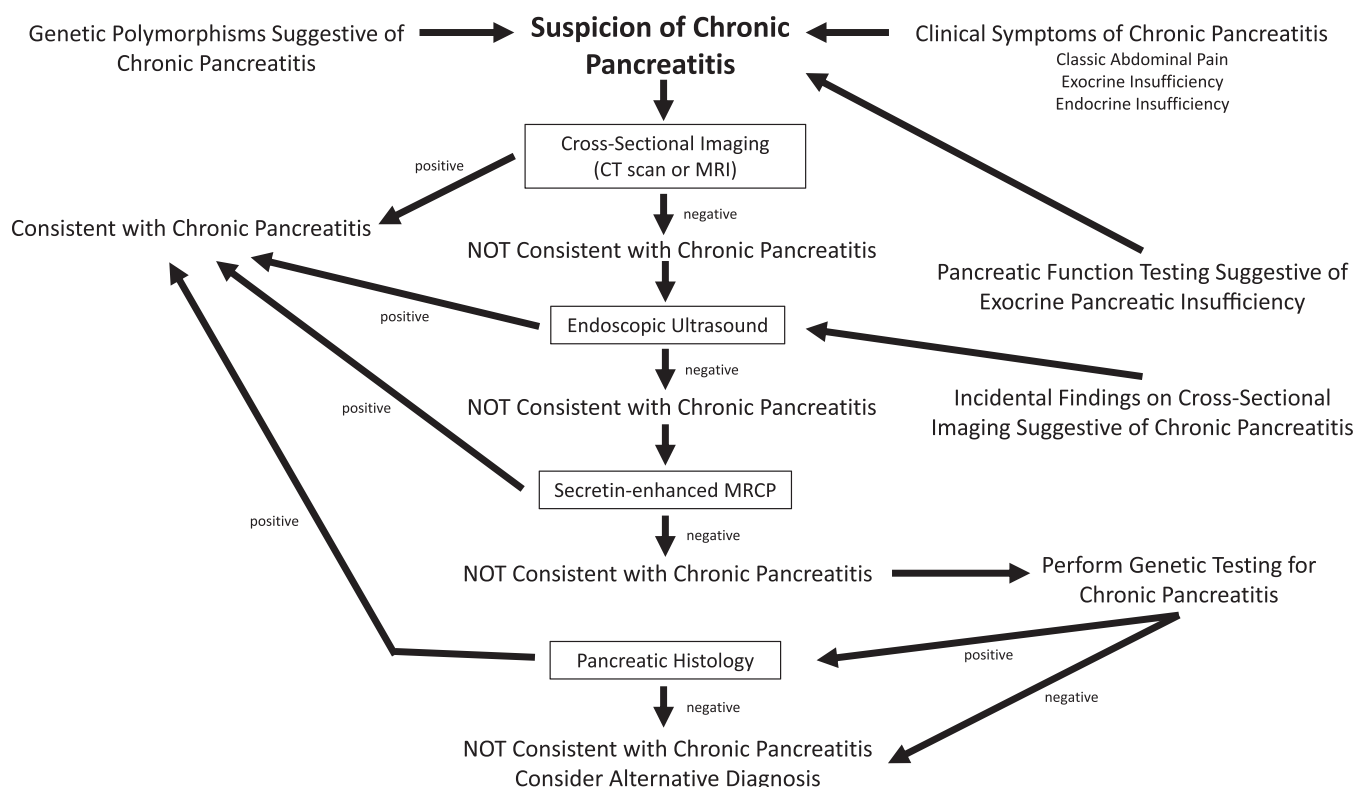 Genetic Polymorphisms Suggestive of
Chronic Pancreatitis
Suspicion of Chronic
Pancreatitis
Clinical Symptoms of Chronic Pancreatitis
Classic Abdominal Pain
Exocrine Insufficiency
Endocrine Insufficiency
Cross-Sectional Imaging
(CT scan or MRI)
positive
negative
Consistent with Chronic Pancreatitis
NOT Consistent with Chronic Pancreatitis
Pancreatic Function Testing Suggestive of
Exocrine Pancreatic Insufficiency
positive
Endoscopic Ultrasound
negative
Incidental Findings on Cross-Sectional
Imaging Suggestive of Chronic Pancreatitis
positive
NOT Consistent with Chronic Pancreatitis
Secretin-enhanced MRCP
positive
negative
NOT Consistent with Chronic Pancreatitis
Perform Genetic Testing for
Chronic Pancreatitis
positive
Pancreatic Histology
negative
negative
NOT Consistent with Chronic Pancreatitis
Consider Alternative Diagnosis